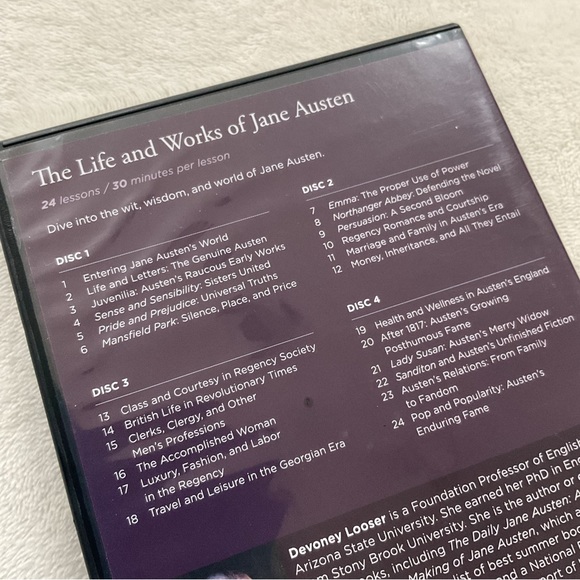 The Life and Works of Jane Austen
24 lessons / 30 minutes per lesson
Dive into the wit, wisdom, and world of Jane Austen.
DISC 1
1 Entering Jane Austen's World
2 Life and Letters: The Genuine Austen
3 Juvenilia: Austen's Raucous Early Works
4 Sense and Sensibility: Sisters United
5 Pride and Prejudice: Universal Truths
6 Mansfield Park: Silence, Place, and Price
DISC 2
7 Emma: The Proper Use of Power
8 Northanger Abbey: Defending the Novel
9 Persuasion: A Second Bloom
10 Regency Romance and Courtship
11 Marriage and Family in Austen's Era
12 Money, Inheritance, and All They Entail
DISC 3
13 Class and Courtesy in Regency Society
14 British Life in Revolutionary Times
15 Clerks, Clergy, and Other
Men's Professions
16 The Accomplished Woman
17 Luxury, Fashion, and Labor
in the Regency
18 Travel and Leisure in the Georgian Era
DISC 4
19 Health and Wellness in Austen's England
20 After 1817: Austen's Growing
Posthumous Fame
21 Lady Susan: Austen's Merry Widow
22 Sanditon and Austen's Unfinished Fiction
23 Austen's Relations: From Family
to Fandom
24 Pop and Popularity: Austen's
Enduring Fame
Devoney Looser is a Foundation Professor of English
Arizona State University. She earned her PhD in En
m Stony Brook University. She is the author or
oks, including The Daily Jane Austen: A
Making of Jane Austen, which a
st of best summer boo
d a National
ort of